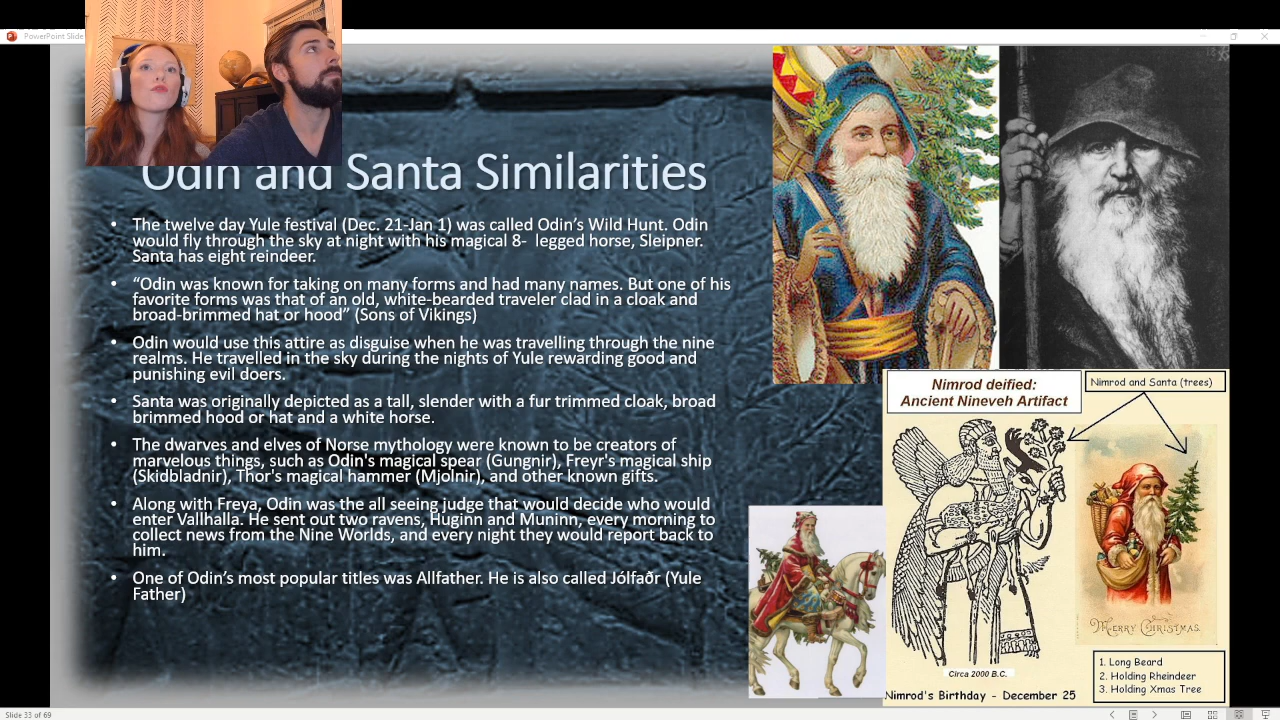 PowerPoint Slide
Odin and Santa Similarities
• The twelve day Yule festival (Dec. 21-Jan 1) was called Odin’s Wild Hunt. Odin
would fly through the sky at night with his magical 8- legged horse, Sleipner.
Santa has eight reindeer.
• “Odin was known for taking on many forms and had many names. But one of his
favorite forms was that of an old, white-bearded traveler clad in a cloak and
broad-brimmed hat or hood” (Sons of Vikings)
• Odin would use this attire as disguise when he was travelling through the nine
realms. He travelled in the sky during the nights of Yule rewarding good and
punishing evil doers.
• Santa was originally depicted as a tall, slender with a fur trimmed cloak, broad
brimmed hood or hat and a white horse.
• The dwarves and elves of Norse mythology were known to be creators of
marvelous things, such as Odin's magical spear (Gungnir), Freyr's magical ship
(Skidbladnir), Thor's magical hammer (Mjolnir), and other known gifts.
• Along with Freya, Odin was the all seeing judge that would decide who would
enter Vallhalla. He sent out two ravens, Huginn and Muninn, every morning to
collect news from the Nine Worlds, and every night they would report back to
him.
• One of Odin’s most popular titles was Allfather. He is also called Jólfaðr (Yule
Father)
Nimrod deified:
Ancient Nineveh Artifact
Nimrod and Santa (trees)
MERRY CHRISTMAS.
Circa 2000 B.C.
1. Long Beard
2. Holding Rheindeer
3. Holding Xmas Tree
Nimrod's Birthday - December 25
Slide 33 of 69